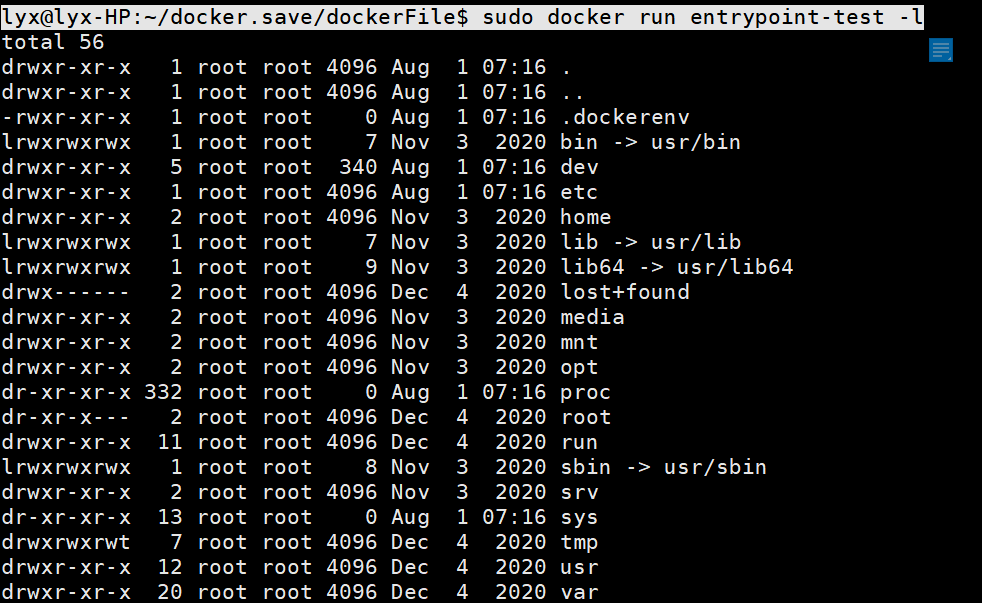 lyx@lyx-HP:~/docker.save/dockerFile$ sudo docker run entrypoint-test -l
total 56
drwxr-xr-x   1 root root 4096 Aug  1 07:16 .
drwxr-xr-x   1 root root 4096 Aug  1 07:16 ..
-rwxr-xr-x   1 root root    0 Aug  1 07:16 .dockerenv
lrwxrwxrwx   1 root root    7 Nov  3  2020 bin -> usr/bin
drwxr-xr-x   5 root root  340 Aug  1 07:16 dev
drwxr-xr-x   1 root root 4096 Aug  1 07:16 etc
drwxr-xr-x   2 root root 4096 Nov  3  2020 home
lrwxrwxrwx   1 root root    7 Nov  3  2020 lib -> usr/lib
lrwxrwxrwx   1 root root    9 Nov  3  2020 lib64 -> usr/lib64
drwx------   2 root root 4096 Dec  4  2020 lost+found
drwxr-xr-x   2 root root 4096 Nov  3  2020 media
drwxr-xr-x   2 root root 4096 Nov  3  2020 mnt
drwxr-xr-x   2 root root 4096 Nov  3  2020 opt
dr-xr-xr-x 332 root root    0 Aug  1 07:16 proc
dr-xr-x---   2 root root 4096 Dec  4  2020 root
drwxr-xr-x  11 root root 4096 Dec  4  2020 run
lrwxrwxrwx   1 root root    8 Nov  3  2020 sbin -> usr/sbin
drwxr-xr-x   2 root root 4096 Nov  3  2020 srv
dr-xr-xr-x  13 root root    0 Aug  1 07:16 sys
drwxrwxrwt   7 root root 4096 Dec  4  2020 tmp
drwxr-xr-x  12 root root 4096 Dec  4  2020 usr
drwxr-xr-x  20 root root 4096 Dec  4  2020 var